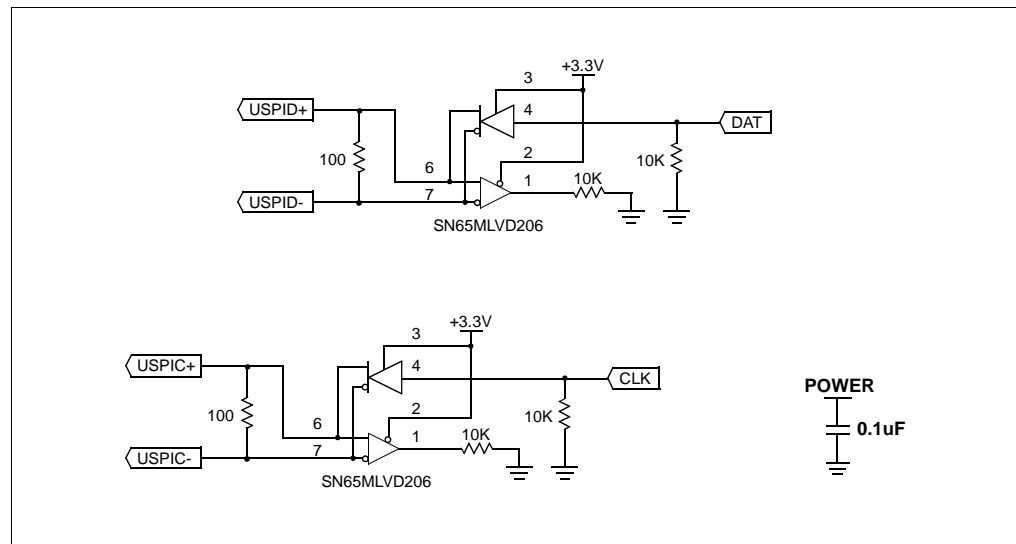 +3.3V
3
USPID+
4
DAT
100
2
10K
6
1
10K
USPID-
7
SN65MLVD206
+3.3V
3
USPIC+
4
CLK
POWER
100
2
10K
0.1uF
6
1
10K
USPIC-
7
SN65MLVD206